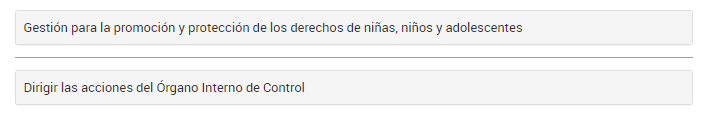 Gestión para la promoción y protección de los derechos de niñas, niños y adolescentes
Dirigir las acciones del Órgano Interno de Control